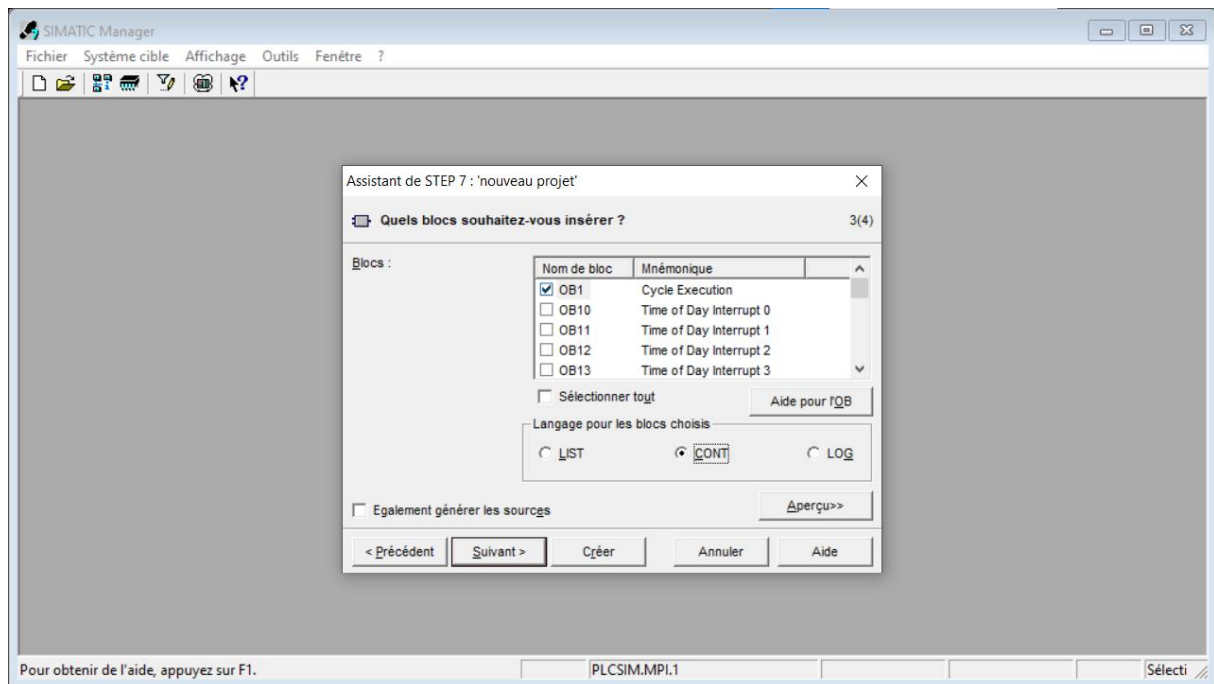 SIMATIC Manager
Fichier Système cible Affichage Outils Fenêtre ?
Assistant de STEP 7 : 'nouveau projet'
Quels blocs souhaitez-vous insérer ? 3(4)
Blocs :
Nom de bloc Mnémonique
OB1 Cycle Execution
OB10 Time of Day Interrupt 0
OB11 Time of Day Interrupt 1
OB12 Time of Day Interrupt 2
OB13 Time of Day Interrupt 3
Sélectionner tout
Aide pour l'OB
Langage pour les blocs choisis
LIST CONT LOG
Egalement générer les sources
Aperçu>>
< Précédent Suivant > Créer Annuler Aide
Pour obtenir de l'aide, appuyez sur F1. PLCSIM.MPI.1 Sélecti